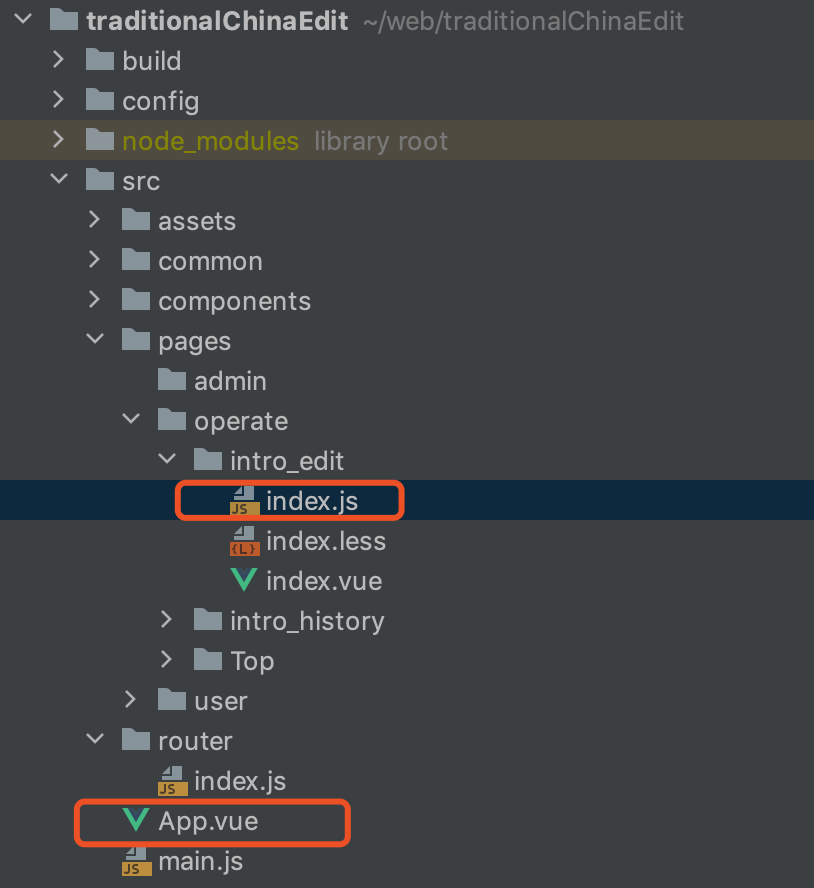 traditionalChinaEdit ~/web/traditionalChinaEdit
build
config
node_modules library root
src
assets
common
components
pages
admin
operate
intro_edit
JS index.js
{L} index.less
index.vue
intro_history
Top
user
router
JS index.js
App.vue
JS main.js